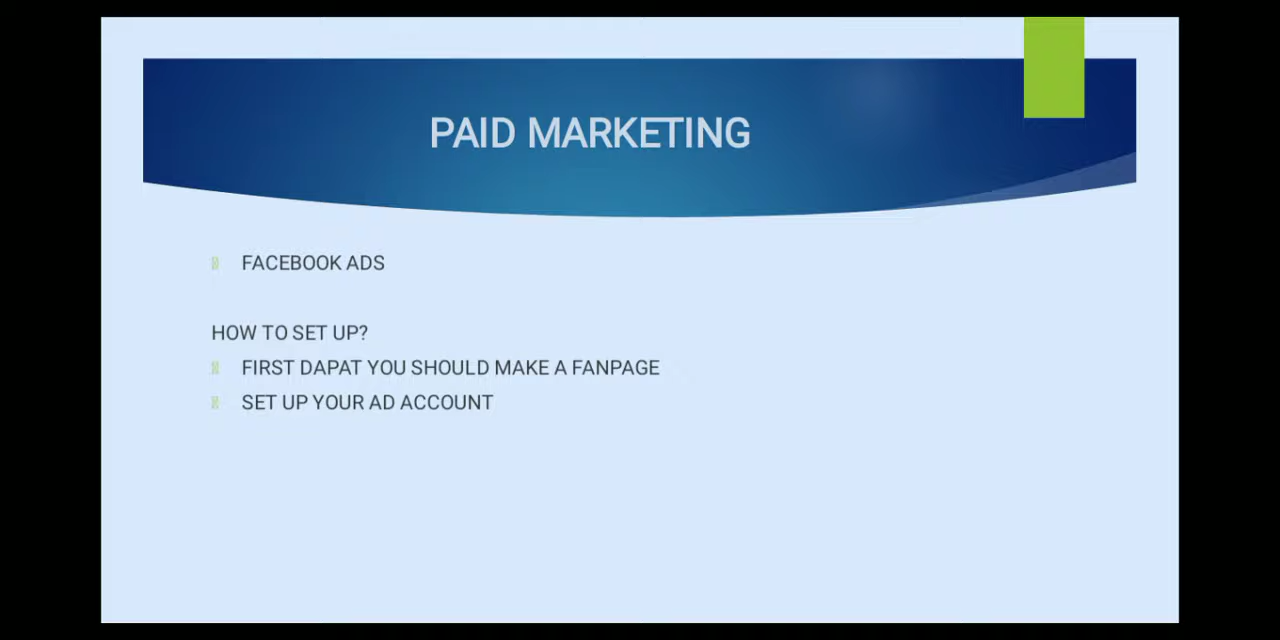 PAID MARKETING
FACEBOOK ADS
HOW TO SET UP?
FIRST DAPAT YOU SHOULD MAKE A FANPAGE
SET UP YOUR AD ACCOUNT